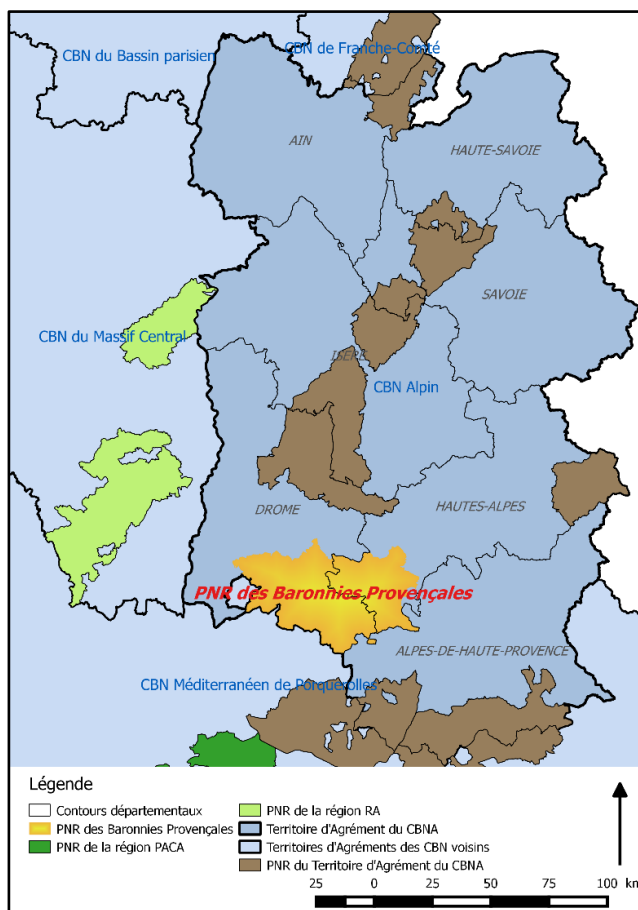 CBN du Bassin parisien
CBN de Franche-Comté
AIN
HAUTE-SAVOIE
SAVOIE
CBN du Massif Central
ISERE
CBN Alpin
DROME
HAUTES-ALPES
PNR des Baronnies Provençales
ALPES-DE-HAUTE-PROVENCE
CBN Méditerranéen de Porquerolles
Légende
Contours départementaux
PNR des Baronnies Provençales
PNR de la région PACA
PNR de la région RA
Territoire d'Agrément du CBNA
Territoires d'Agréments des CBN voisins
PNR du Territoire d'Agrément du CBNA
25 0 25 50 75 100 km